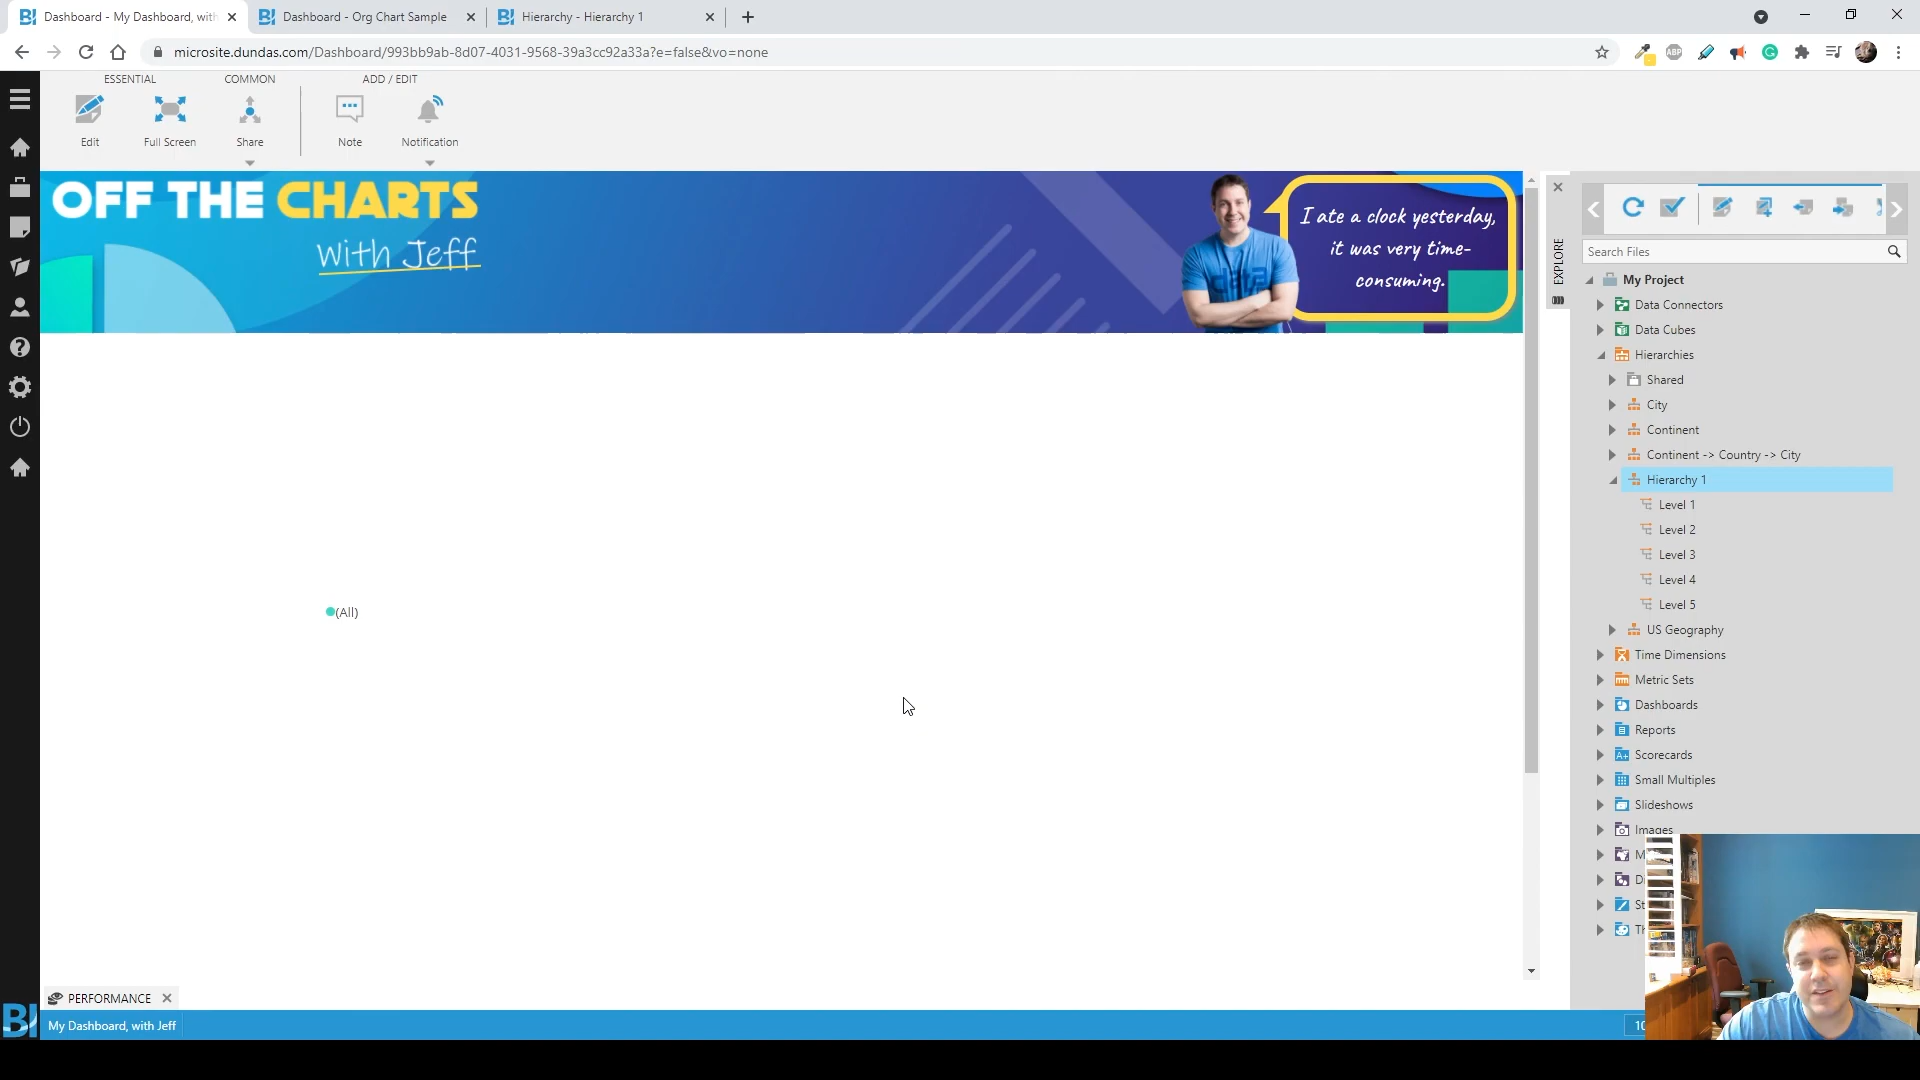 Dashboard - My Dashboard, with
Dashboard - Org Chart Sample
Hierarchy - Hierarchy 1
microsite.dundas.com/Dashboard/993bb9ab-8d07-4031-9568-39a3cc92a33a?e=false&vo=none
ESSENTIAL
COMMON
ADD / EDIT
Edit
Full Screen
Share
Note
Notification
OFF THE CHARTS
With Jeff
I ate a clock yesterday,
it was very time-
consuming.
data
(All)
EXPLORE
Search Files
My Project
Data Connectors
Data Cubes
Hierarchies
Shared
City
Continent
Continent -> Country -> City
Hierarchy 1
Level 1
Level 2
Level 3
Level 4
Level 5
US Geography
Time Dimensions
Metric Sets
Dashboards
Reports
Scorecards
Small Multiples
Slideshows
Images
PERFORMANCE
BI
My Dashboard, with Jeff